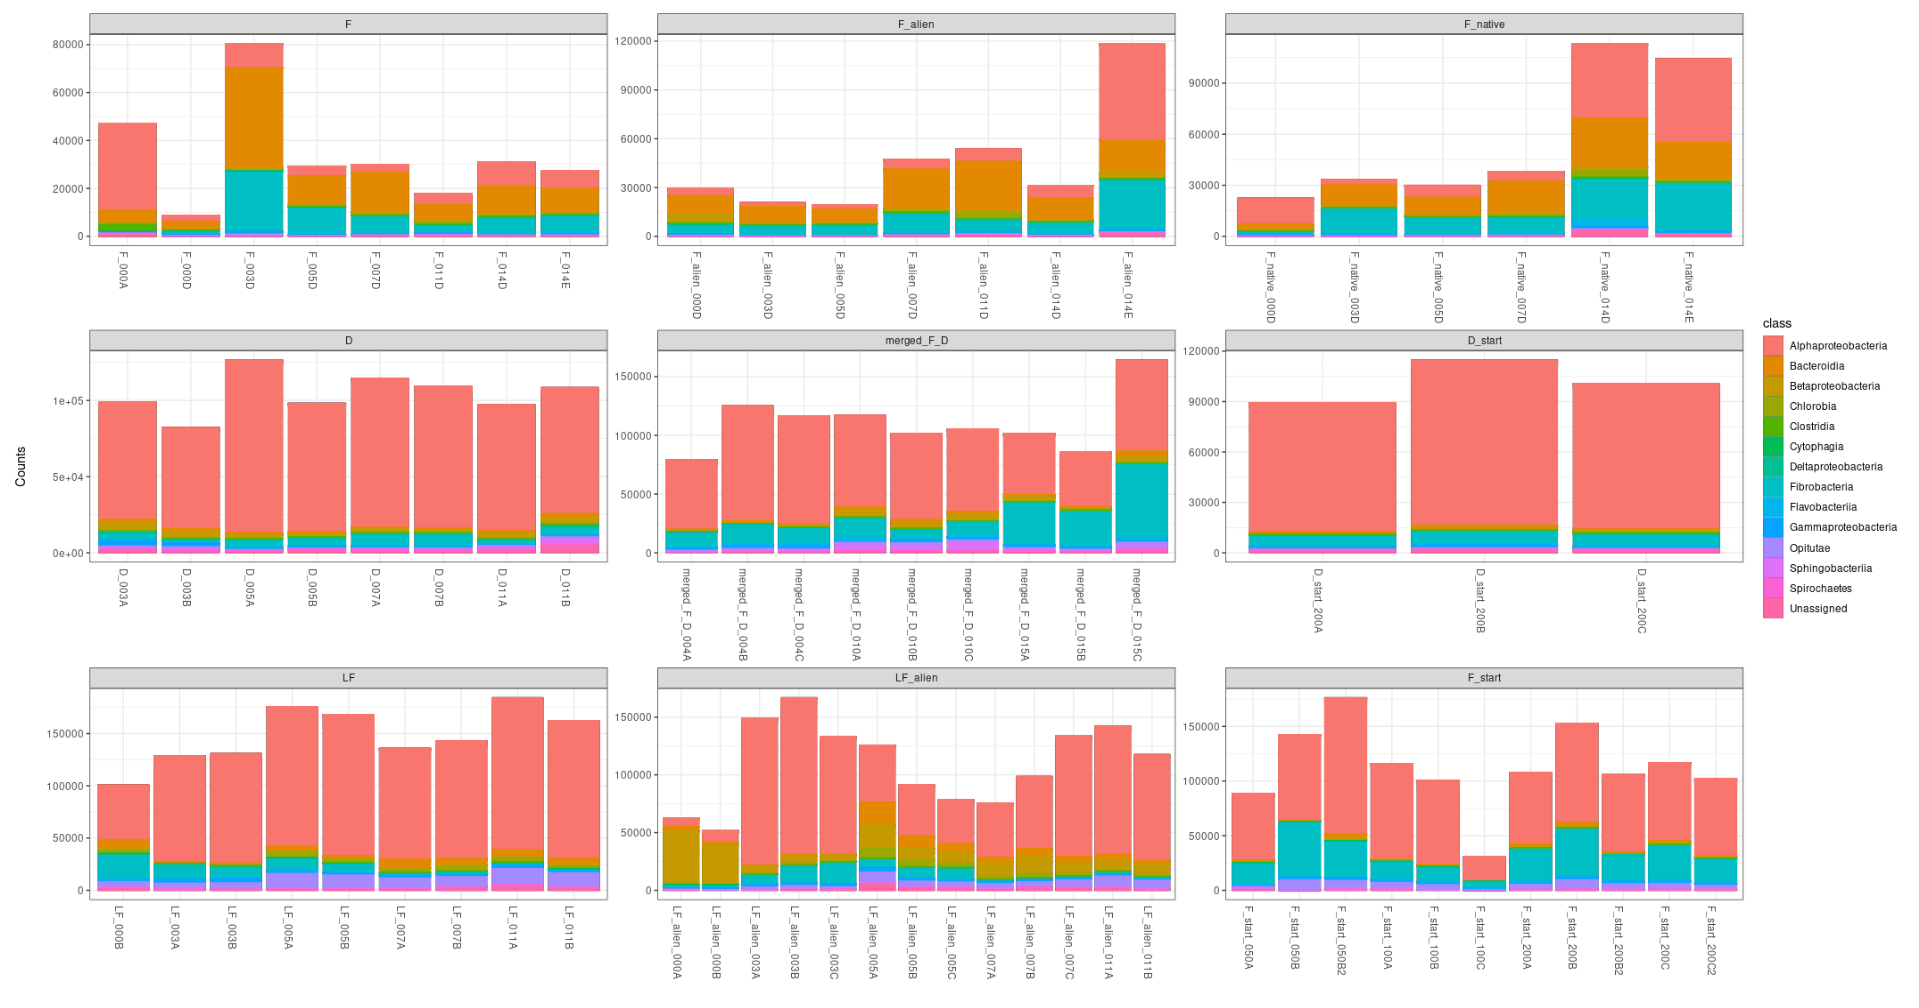 F
F_alien
F_native
80000
60000
40000
20000
0
120000
90000
60000
30000
0
90000
60000
30000
0
F_000A
F_000D
F_003D
F_005D
F_007D
F_011D
F_014D
F_014E
F_alien_000D
F_alien_003D
F_alien_005D
F_alien_007D
F_alien_011D
F_alien_014D
F_alien_014E
F_native_000D
F_native_003D
F_native_005D
F_native_007D
F_native_014D
F_native_014E
D
merged_F_D
D_start
1e+05
5e+04
0e+00
150000
100000
50000
0
120000
90000
60000
30000
0
D_003A
D_003B
D_005A
D_005B
D_007A
D_007B
D_011A
D_011B
merged_F_D_004A
merged_F_D_004B
merged_F_D_004C
merged_F_D_010A
merged_F_D_010B
merged_F_D_010C
merged_F_D_015A
merged_F_D_015B
merged_F_D_015C
D_start_200A
D_start_200B
D_start_200C
LF
LF_alien
F_start
150000
100000
50000
0
150000
100000
50000
0
150000
100000
50000
0
LF_000B
LF_003A
LF_003B
LF_005A
LF_005B
LF_007A
LF_007B
LF_011A
LF_011B
LF_alien_000A
LF_alien_000B
LF_alien_003A
LF_alien_003B
LF_alien_003C
LF_alien_005A
LF_alien_005B
LF_alien_005C
LF_alien_007A
LF_alien_007B
LF_alien_007C
LF_alien_011A
LF_alien_011B
F_start_050A
F_start_050B
F_start_050B2
F_start_100A
F_start_100B
F_start_100C
F_start_200A
F_start_200B
F_start_200B2
F_start_200C
F_start_200C2
Counts
class
Alphaproteobacteria
Bacteroidia
Betaproteobacteria
Chlorobia
Clostridia
Cytophagia
Deltaproteobacteria
Fibrobacteria
Flavobacteriia
Gammaproteobacteria
Opitutae
Sphingobacteriia
Spirochaetes
Unassigned